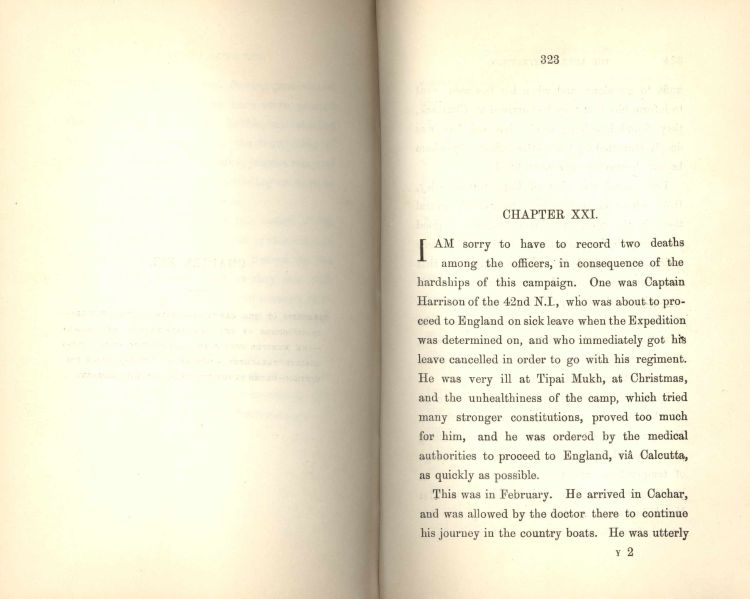 323
CHAPTER XXI.
I AM sorry to have to record two deaths
among the officers, in consequence of the
hardships of this campaign. One was Captain
Harrison of the 42nd N.I., who was about to pro-
ceed to England on sick leave when the Expedition
was determined on, and who immediately got his
leave cancelled in order to go with his regiment.
He was very ill at Tipai Mukh, at Christmas,
and the unhealthiness of the camp, which tried
many stronger constitutions, proved too much
for him, and he was ordered by the medical
authorities to proceed to England, viâ Calcutta,
as quickly as possible.
This was in February. He arrived in Cachar,
and was allowed by the doctor there to continue
his journey in the country boats. He was utterly
Y 2